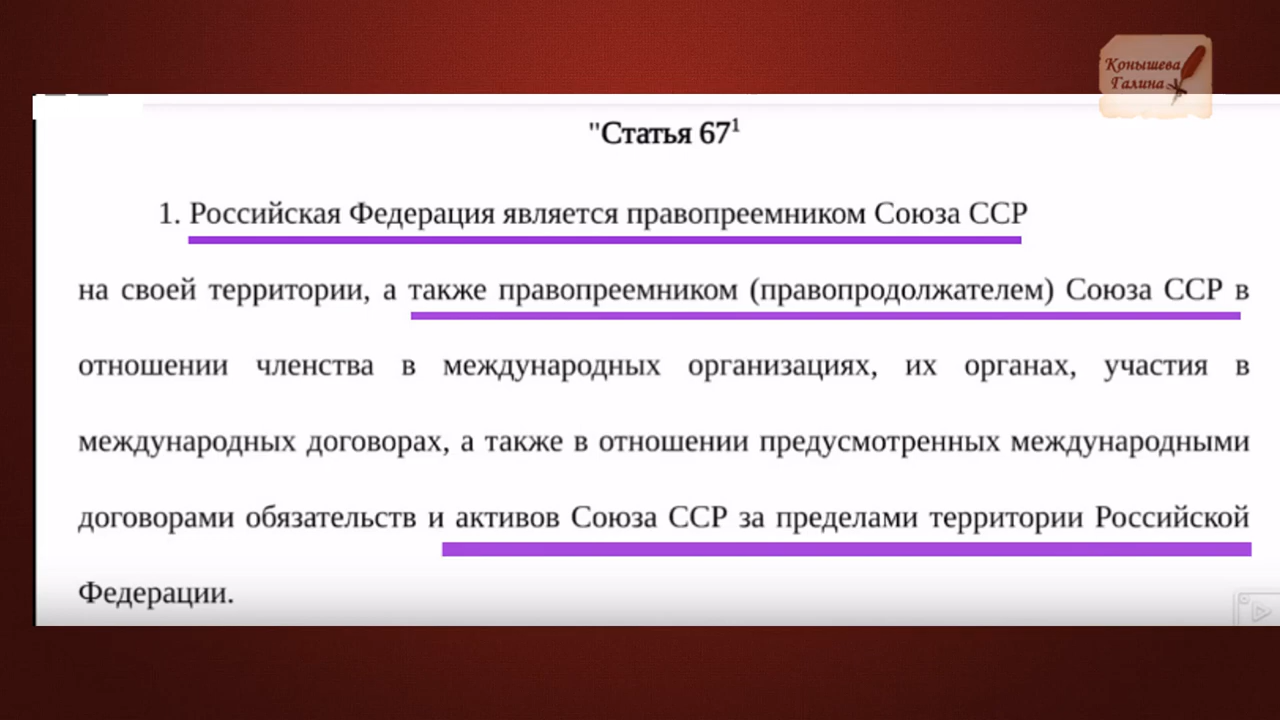 Конышева
Галина
"Статья 67¹
1. Российская Федерация является правопреемником Союза ССР
на своей территории, а также правопреемником (правопродолжателем) Союза ССР в
отношении членства в международных организациях, их органах, участия в
международных договорах, а также в отношении предусмотренных международными
договорами обязательств и активов Союза ССР за пределами территории Российской
Федерации.